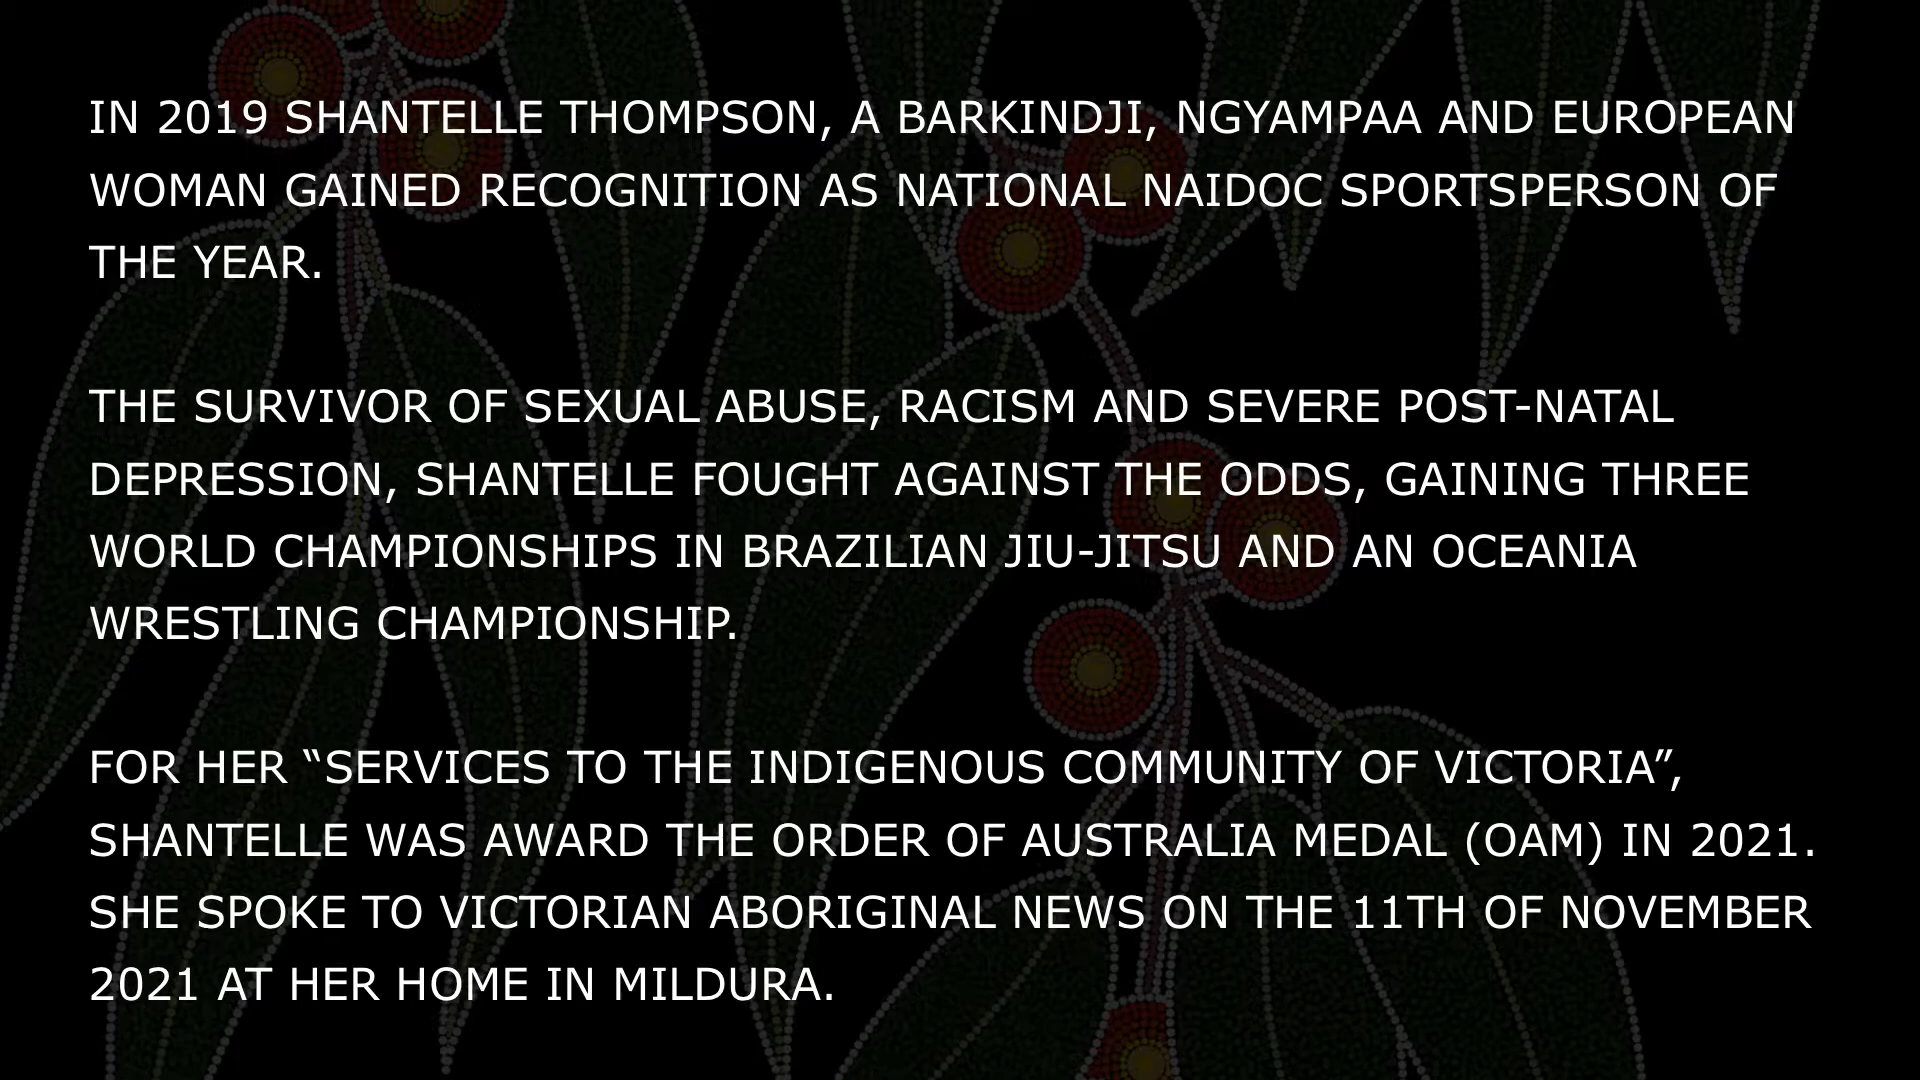 IN 2019 SHANTELLE THOMPSON, A BARKINDJI, NGYAMPAA AND EUROPEAN
WOMAN GAINED RECOGNITION AS NATIONAL NAIDOC SPORTSPERSON OF
THE YEAR.
THE SURVIVOR OF SEXUAL ABUSE, RACISM AND SEVERE POST-NATAL
DEPRESSION, SHANTELLE FOUGHT AGAINST THE ODDS, GAINING THREE
WORLD CHAMPIONSHIPS IN BRAZILIAN JIU-JITSU AND AN OCEANIA
WRESTLING CHAMPIONSHIP.
FOR HER “SERVICES TO THE INDIGENOUS COMMUNITY OF VICTORIA”,
SHANTELLE WAS AWARD THE ORDER OF AUSTRALIA MEDAL (OAM) IN 2021.
SHE SPOKE TO VICTORIAN ABORIGINAL NEWS ON THE 11TH OF NOVEMBER
2021 AT HER HOME IN MILDURA.